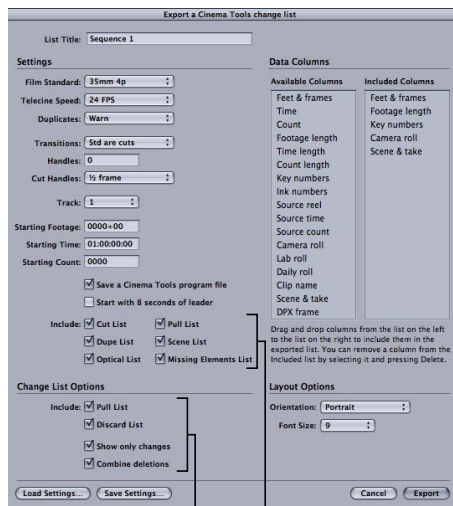 Export a Cinema Tools change list
List Title: Sequence 1
Settings
Film Standard: 35mm 4p
Telecine Speed: 24 FPS
Duplicates: Warn
Transitions: Std are cuts
Handles: 0
Cut Handles: ½ frame
Track: 1
Starting Footage: 0000+00
Starting Time: 01:00:00:00
Starting Count: 0000
Save a Cinema Tools program file
Start with 8 seconds of leader
Include: Cut List Pull List
Dupe List Scene List
Optical List Missing Elements List
Change List Options
Include: Pull List
Discard List
Show only changes
Combine deletions
Data Columns
Available Columns
Feet & frames
Time
Count
Footage length
Time length
Count length
Key numbers
Ink numbers
Source reel
Source time
Source count
Camera roll
Lab roll
Daily roll
Clip name
Scene & take
DPX frame
Included Columns
Feet & frames
Footage length
Key numbers
Camera roll
Scene & take
Drag and drop columns from the list on the left
to the list on the right to include them in the
exported list. You can remove a column from the
Included list by selecting it and pressing Delete.
Layout Options
Orientation: Portrait
Font Size: 9
Load Settings... Save Settings... Cancel Export